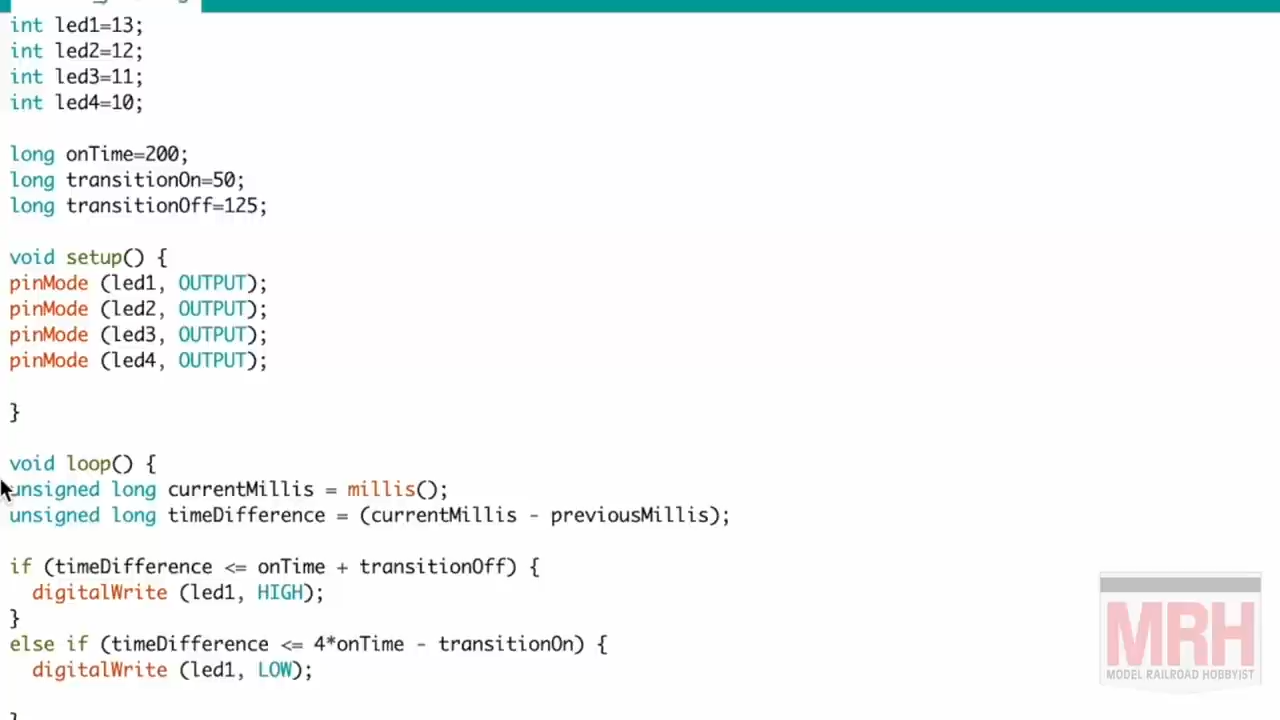 int led1=13;
int led2=12;
int led3=11;
int led4=10;
long onTime=200;
long transitionOn=50;
long transitionOff=125;
void setup() {
pinMode (led1, OUTPUT);
pinMode (led2, OUTPUT);
pinMode (led3, OUTPUT);
pinMode (led4, OUTPUT);
}
void loop() {
unsigned long currentMillis = millis();
unsigned long timeDifference = (currentMillis - previousMillis);
if (timeDifference <= onTime + transitionOff) {
digitalWrite (led1, HIGH);
}
else if (timeDifference <= 4*onTime - transitionOn) {
digitalWrite (led1, LOW);
}
MRH
MODEL RAILROAD HOBBYIST